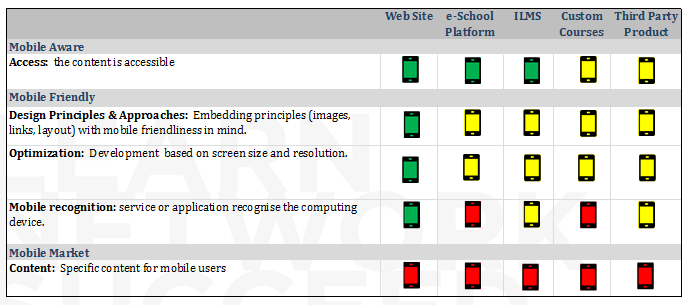 Web Site e-School Platform ILMS Custom Courses Third Party Product
Mobile Aware
Access: the content is accessible
Mobile Friendly
Design Principles & Approaches: Embedding principles (images,
links, layout) with mobile friendliness in mind.
Optimization: Development based on screen size and resolution.
Mobile recognition: service or application recognise the computing
device.
Mobile Market
Content: Specific content for mobile users
LEARN
NETWORK
SUCCEED